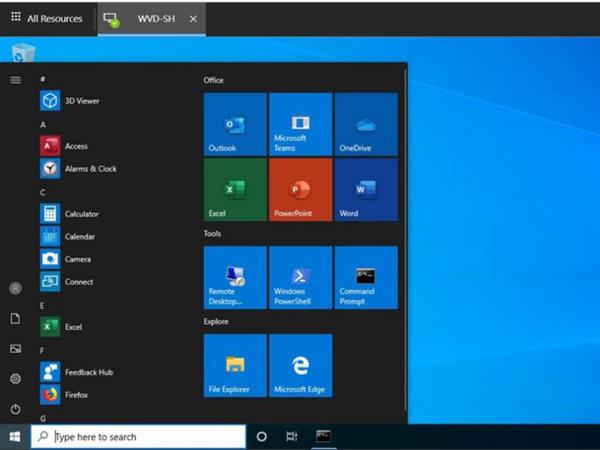 All Resources
WVD-SH
#
3D Viewer
A
Access
Alarms & Clock
C
Calculator
Calendar
Camera
Connect
E
Excel
F
Feedback Hub
Firefox
G
Office
Outlook
Microsoft
Teams
OneDrive
Excel
PowerPoint
Word
Tools
Remote
Desktop...
Windows
PowerShell
Command
Prompt
Explore
File Explorer
Microsoft Edge
Type here to search